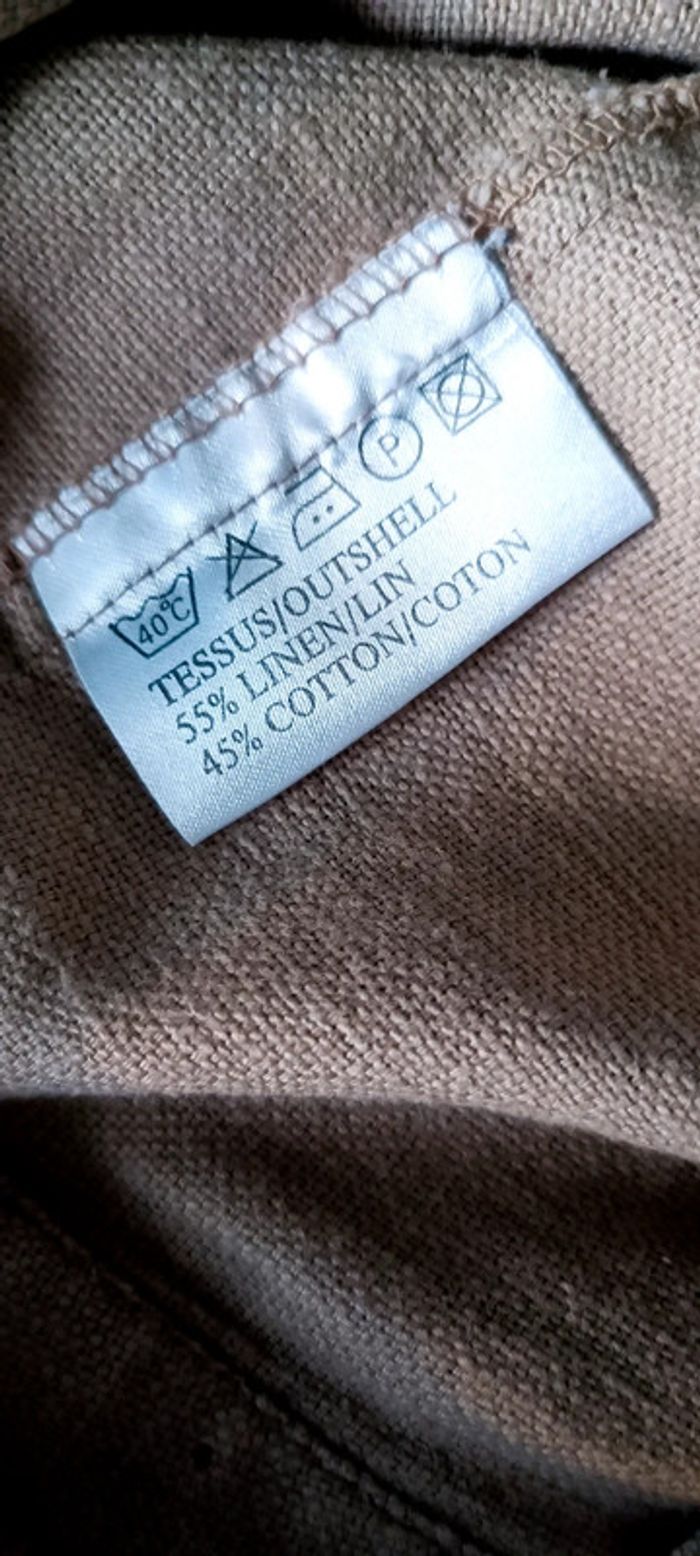 40°C P
TESSUS/OUTSHELL
55% LINEN/LIN
45% COTTON/COTON